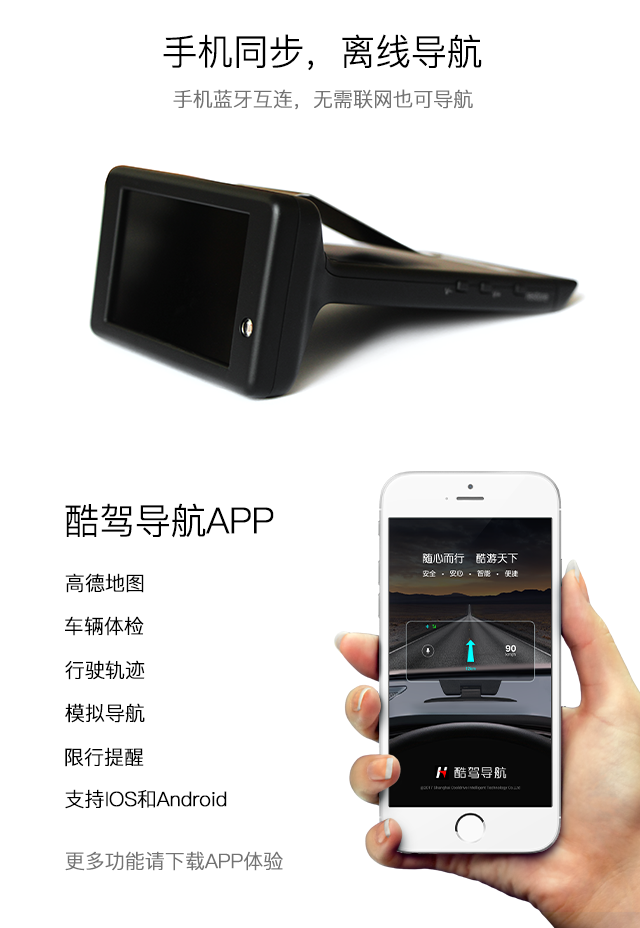 手机同步，离线导航
手机蓝牙互连，无需联网也可导航
酷驾导航APP
高德地图
车辆体检
行驶轨迹
模拟导航
限行提醒
支持IOS和Android
更多功能请下载APP体验
随心而行 酷游天下
安全 · 安心 · 智能 · 便捷
90
km/h
酷驾导航